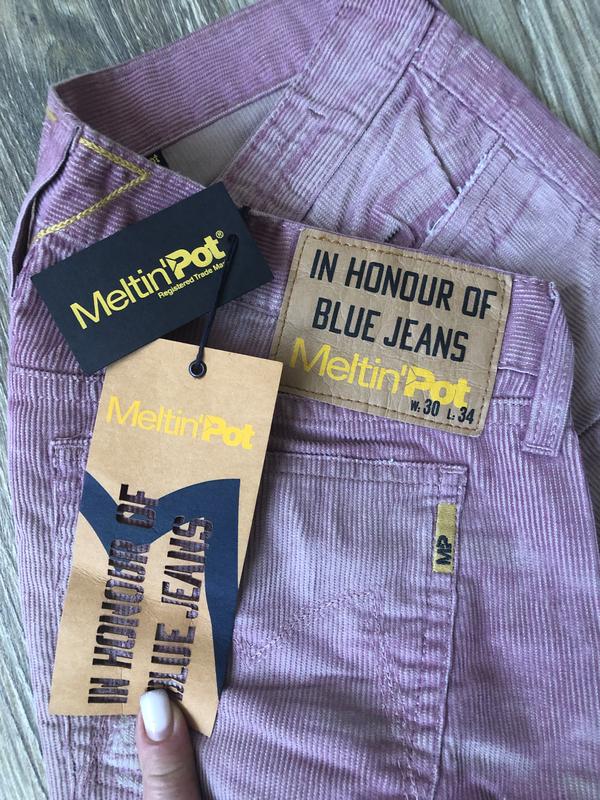 Meltin'Pot®
Registered Trade Ma
IN HONOUR OF
BLUE JEANS
Meltin'Pot
W: 30 L: 34
Meltin'Pot
IN HONOUR OF
BLUE JEANS
MP